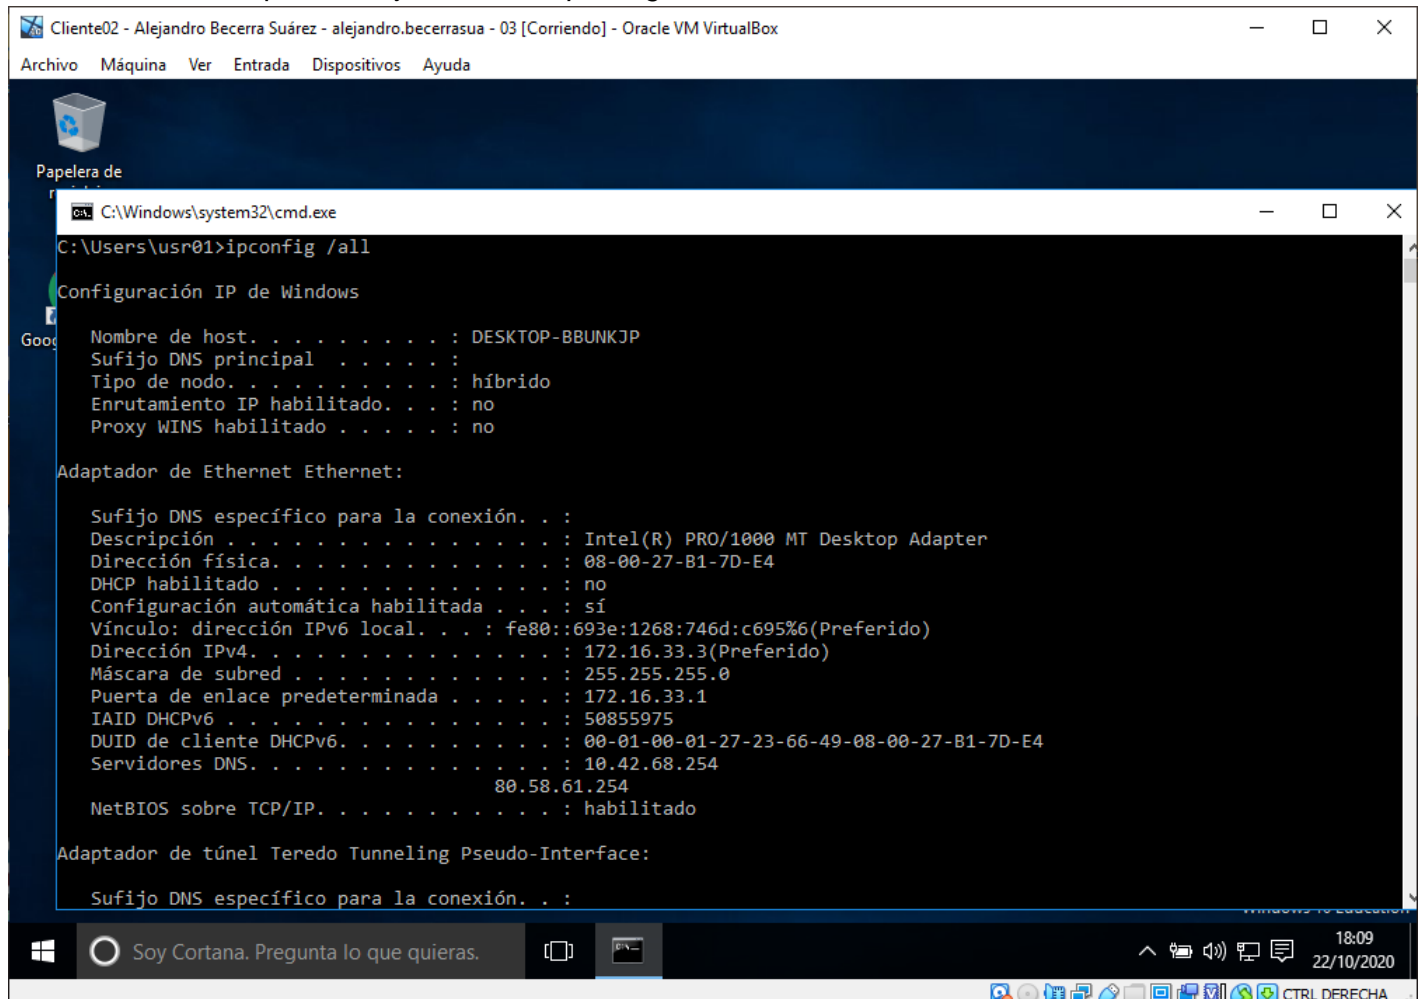 Cliente02 - Alejandro Becerra Suárez - alejandro.becerrasua - 03 [Corriendo] - Oracle VM VirtualBox
Archivo Máquina Ver Entrada Dispositivos Ayuda
Papelera de
C:\Windows\system32\cmd.exe
C:\Users\usr01>ipconfig /all
Configuración IP de Windows
Goog
Nombre de host. . . . . . . . . : DESKTOP-BBUNKJP
Sufijo DNS principal . . . . . :
Tipo de nodo. . . . . . . . . . : híbrido
Enrutamiento IP habilitado. . . : no
Proxy WINS habilitado . . . . . : no
Adaptador de Ethernet Ethernet:
Sufijo DNS específico para la conexión. . :
Descripción . . . . . . . . . . . . . . . : Intel(R) PRO/1000 MT Desktop Adapter
Dirección física. . . . . . . . . . . . . : 08-00-27-B1-7D-E4
DHCP habilitado . . . . . . . . . . . . . : no
Configuración automática habilitada . . . : sí
Vínculo: dirección IPv6 local. . . : fe80::693e:1268:746d:c695%6(Preferido)
Dirección IPv4. . . . . . . . . . . . . . : 172.16.33.3(Preferido)
Máscara de subred . . . . . . . . . . . . : 255.255.255.0
Puerta de enlace predeterminada . . . . . : 172.16.33.1
IAID DHCPv6 . . . . . . . . . . . . . . . : 50855975
DUID de cliente DHCPv6. . . . . . . . . . : 00-01-00-01-27-23-66-49-08-00-27-B1-7D-E4
Servidores DNS. . . . . . . . . . . . . . : 10.42.68.254
80.58.61.254
NetBIOS sobre TCP/IP. . . . . . . . . . . : habilitado
Adaptador de túnel Teredo Tunneling Pseudo-Interface:
Sufijo DNS específico para la conexión. . :
Soy Cortana. Pregunta lo que quieras.
18:09
22/10/2020
CTRL DERECHA